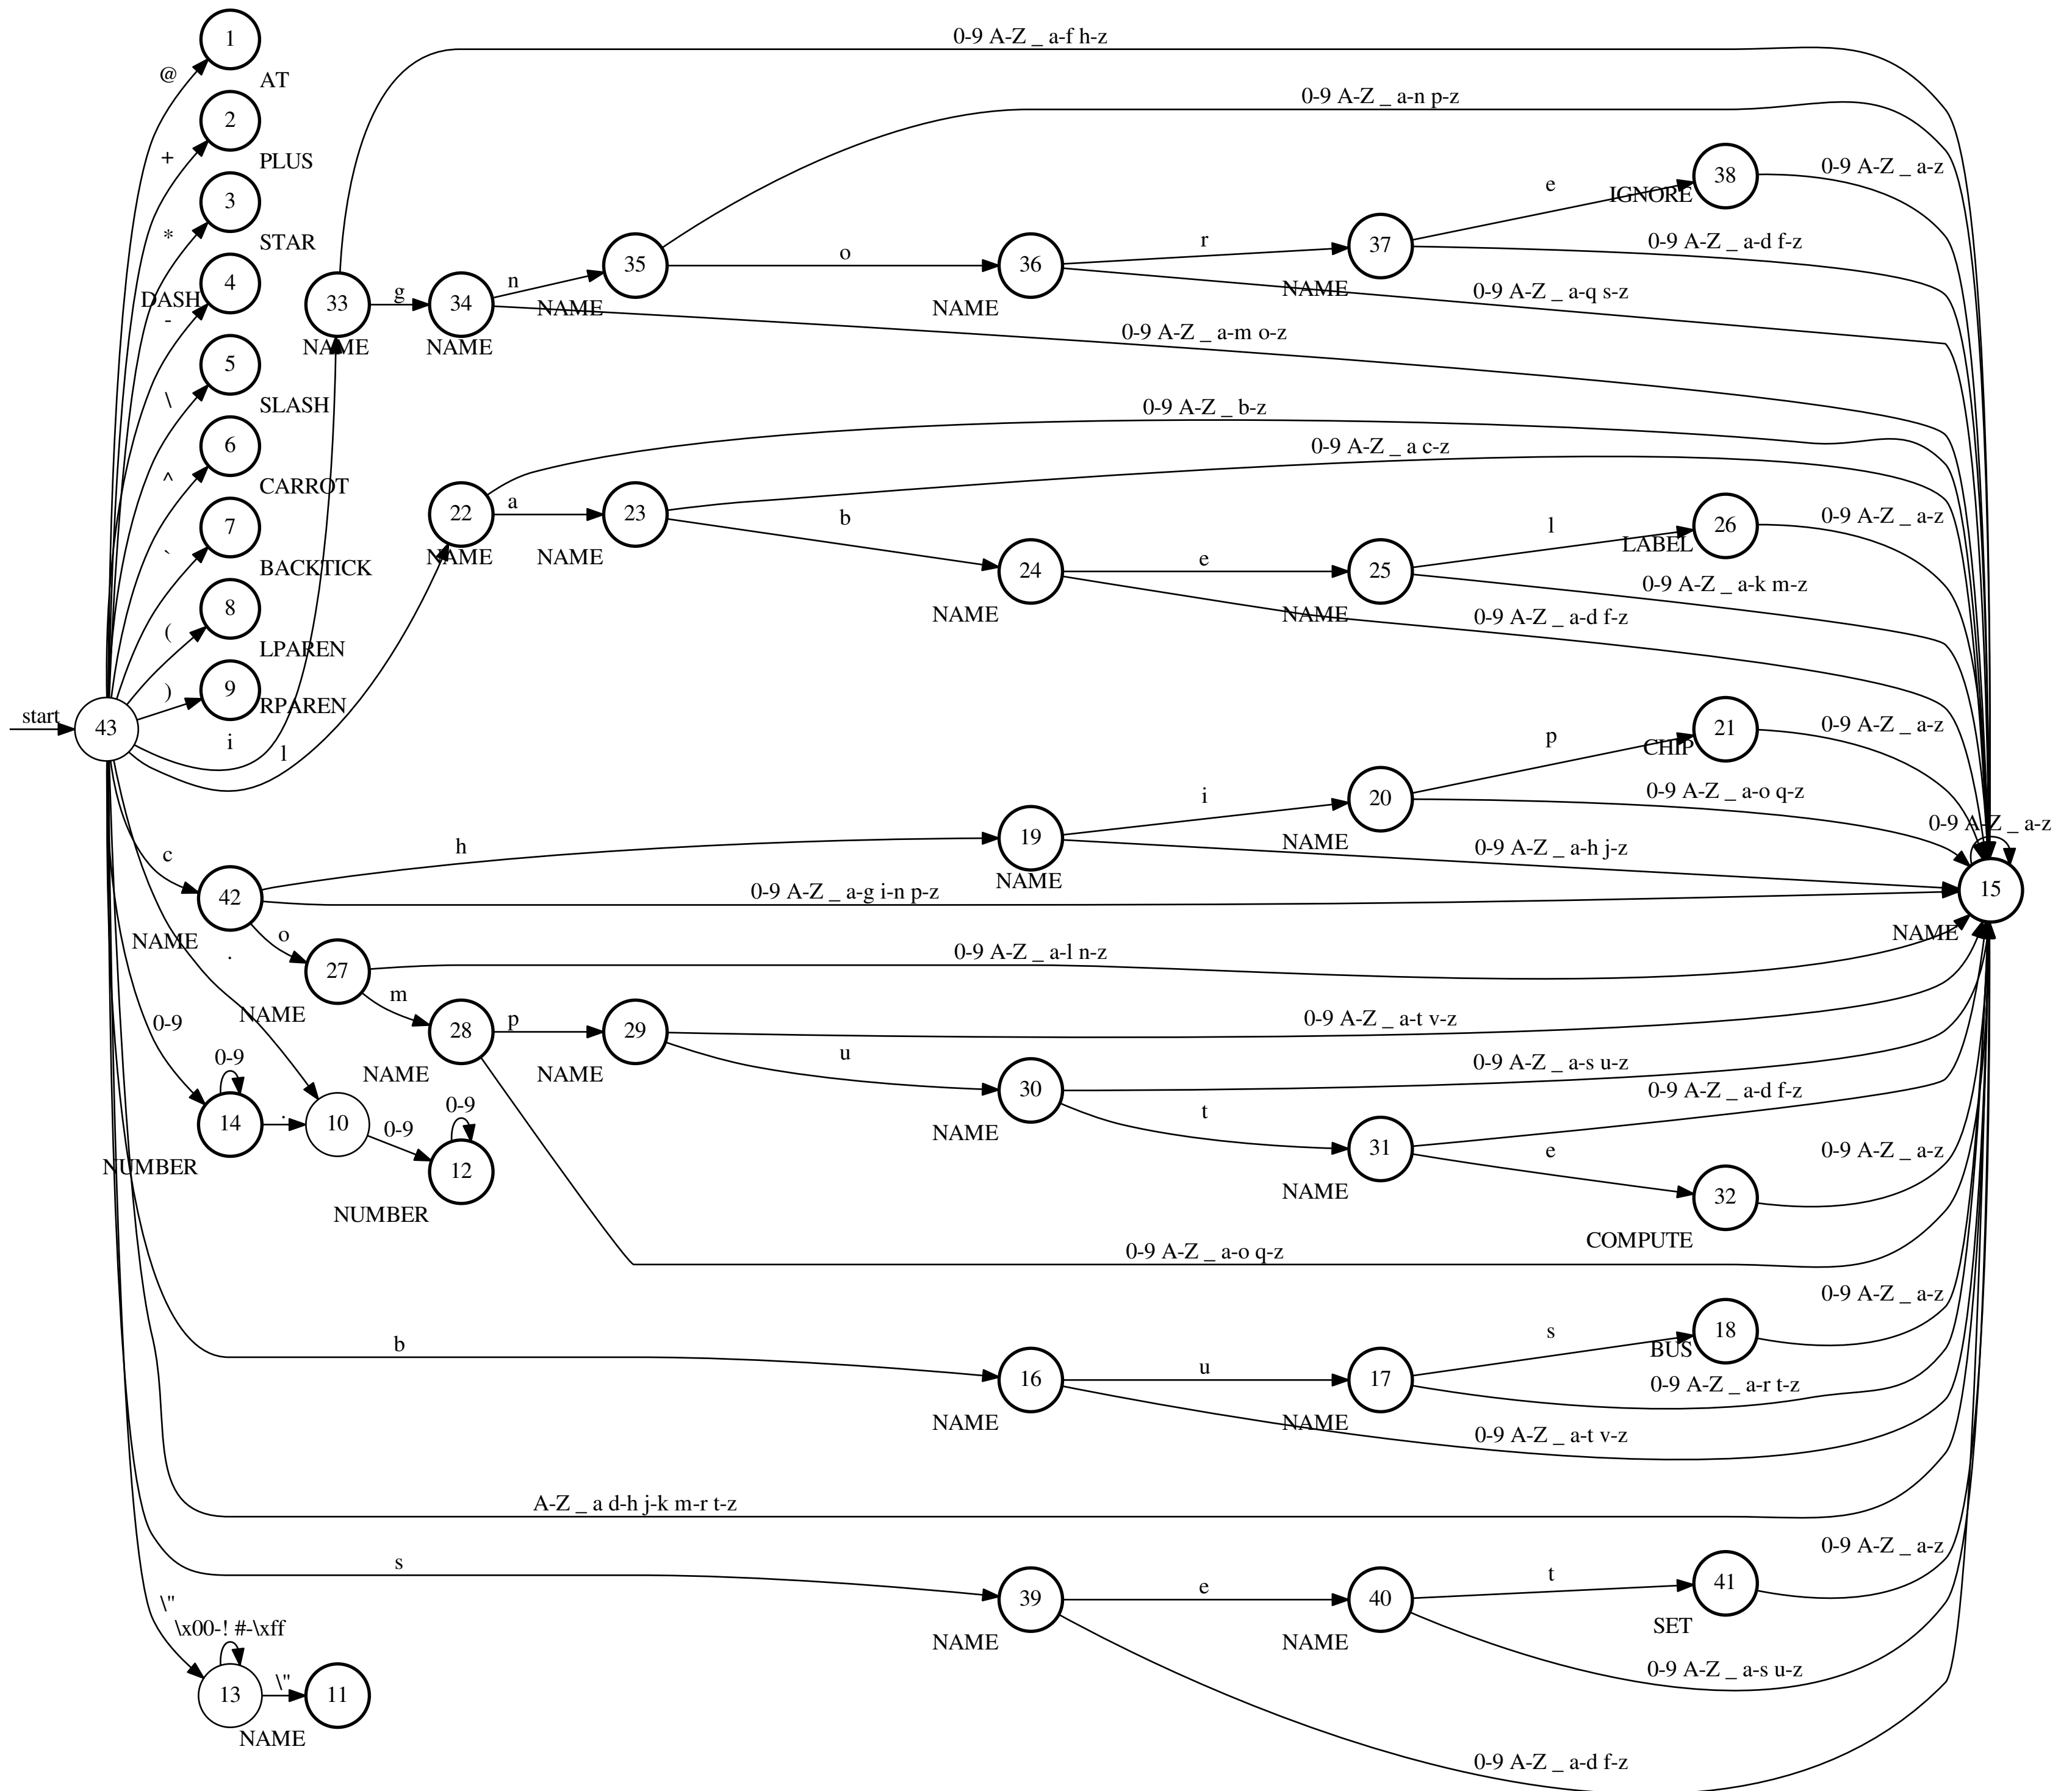 1
@
AT
2
+
PLUS
3
*
STAR
4
DASH
-
5
\
SLASH
6
^
CARROT
7
`
BACKTICK
8
(
LPAREN
9
)
RPAREN
start
43
i
l
33
NAME
0-9 A-Z _ a-f h-z
g
34
NAME
n
0-9 A-Z _ a-m o-z
35
NAME
0-9 A-Z _ a-n p-z
o
36
NAME
r
0-9 A-Z _ a-q s-z
37
NAME
e
0-9 A-Z _ a-d f-z
38
IGNORE
0-9 A-Z _ a-z
22
NAME
0-9 A-Z _ b-z
a
23
NAME
0-9 A-Z _ a c-z
b
24
NAME
e
0-9 A-Z _ a-d f-z
25
NAME
l
0-9 A-Z _ a-k m-z
26
LABEL
0-9 A-Z _ a-z
c
42
NAME
h
0-9 A-Z _ a-g i-n p-z
o
19
NAME
i
0-9 A-Z _ a-h j-z
20
NAME
p
0-9 A-Z _ a-o q-z
21
CHIP
0-9 A-Z _ a-z
0-9 A-Z _ a-z
15
NAME
27
NAME
0-9 A-Z _ a-l n-z
m
28
NAME
p
0-9 A-Z _ a-o q-z
29
NAME
0-9 A-Z _ a-t v-z
u
30
NAME
0-9 A-Z _ a-s u-z
t
31
NAME
0-9 A-Z _ a-d f-z
e
32
COMPUTE
0-9 A-Z _ a-z
.
0-9
0-9
14
NUMBER
.
10
0-9
0-9
12
NUMBER
b
16
NAME
u
0-9 A-Z _ a-t v-z
17
NAME
s
0-9 A-Z _ a-r t-z
18
BUS
0-9 A-Z _ a-z
A-Z _ a d-h j-k m-r t-z
s
39
NAME
e
0-9 A-Z _ a-d f-z
40
NAME
t
0-9 A-Z _ a-s u-z
41
SET
0-9 A-Z _ a-z
\"
\x00-! #-\xff
13
\"
11
NAME